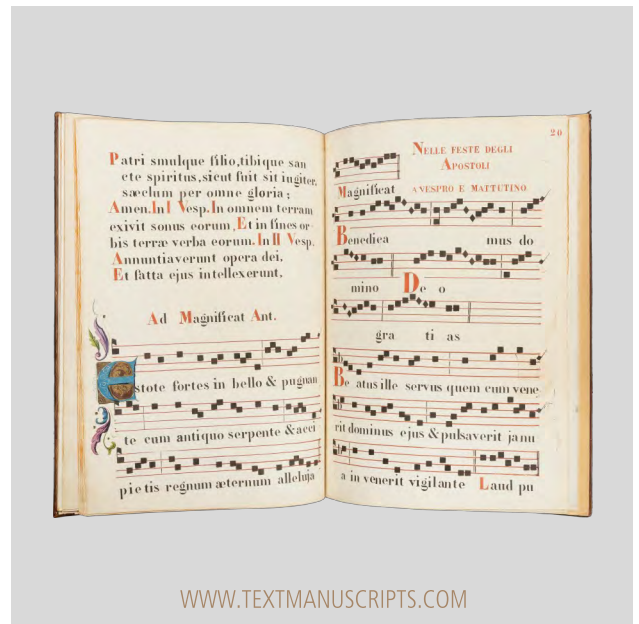 Patri smulque filio, tibique san
cte spiritus, sicut fuit sit iugiter,
sæclum per omne gloria;
Amen. In I Vesp. In omnem terram
exivit sonus eorum, Et in fines or-
bis terræ verba eorum. In II Vesp.
Annuntiaverunt opera dei.
Et fatta ejus intellexerunt.
Ad Magnificat Ant.
Estote fortes in bello & pugnan
te cum antiquo serpente & acci
pietis regnum æternum alleluja
20
NELLE FESTE DEGLI
APOSTOLI
Magnificat A VESPRO E MATTUTINO
Benedica mus do
mino Deo
gra ti as
Be atus ille servus quem cum vene
rit dominus ejus & pulsaverit janu
a in venerit vigilante Laud pu
WWW.TEXTMANUSCRIPTS.COM